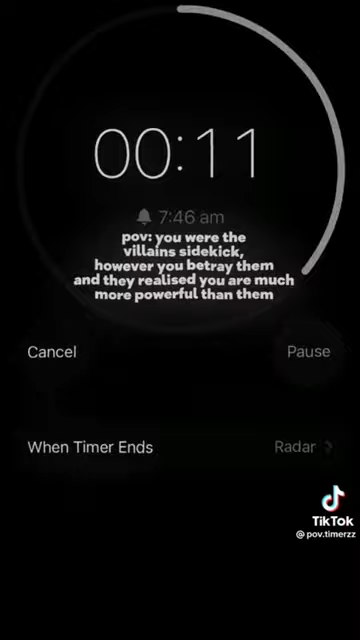 00:11
7:46 am
pov: you were the
villains sidekick,
however you betray them
and they realised you are much
more powerful than them
Cancel
Pause
When Timer Ends
Radar
TikTok
@ pov.timerzz